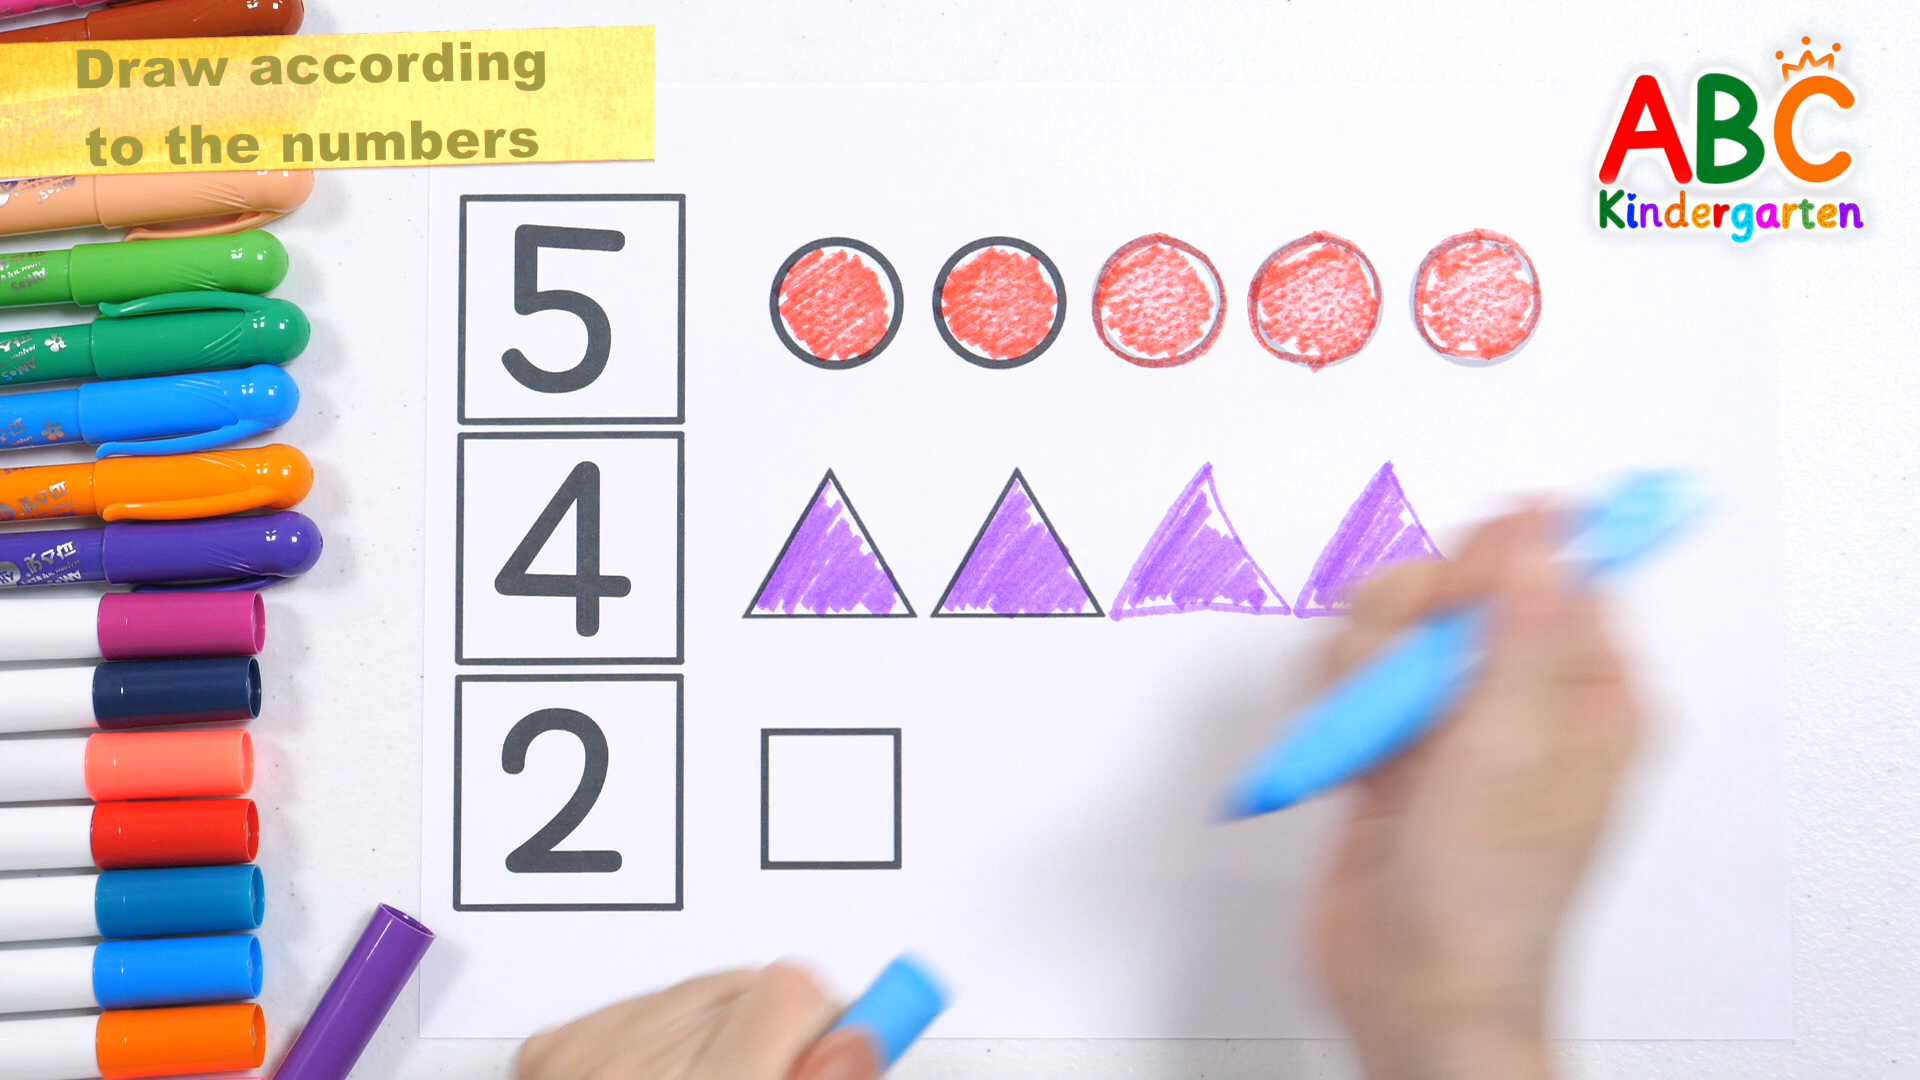 Draw according
to the numbers
ABC
Kindergarten
5
4
2